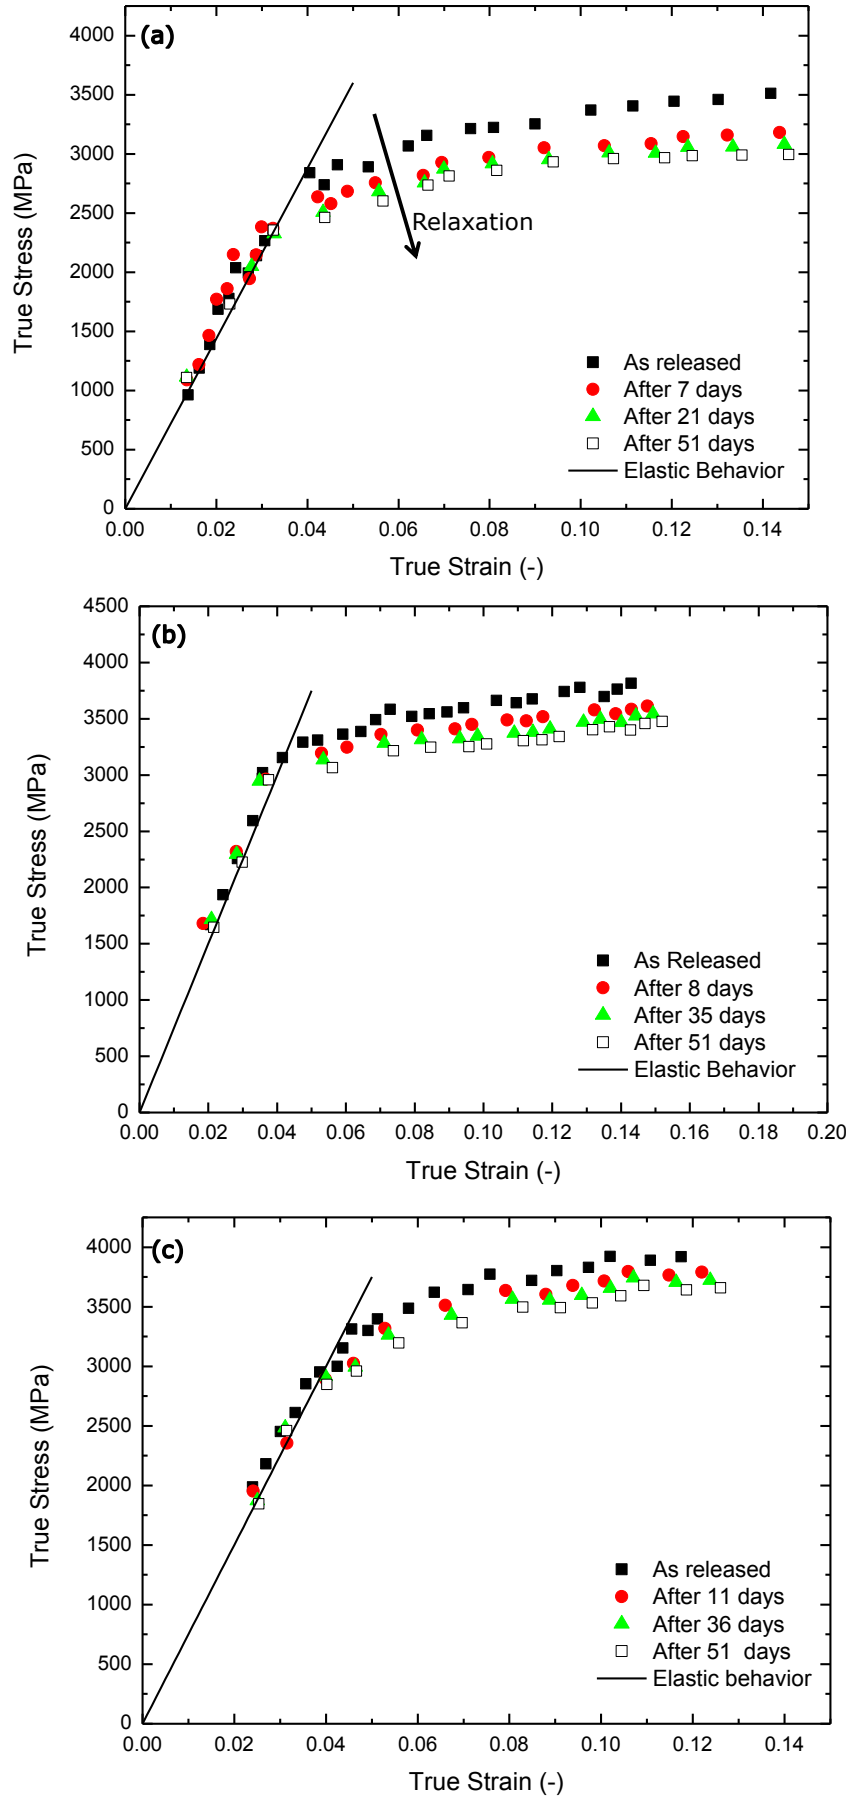 (a)
4000
3500
3000
2500
2000
1500
1000
500
0
True Stress (MPa)
Relaxation
As released
After 7 days
After 21 days
After 51 days
Elastic Behavior
0.00 0.02 0.04 0.06 0.08 0.10 0.12 0.14
True Strain (-)
(b)
4500
4000
3500
3000
2500
2000
1500
1000
500
0
True Stress (MPa)
As Released
After 8 days
After 35 days
After 51 days
Elastic Behavior
0.00 0.02 0.04 0.06 0.08 0.10 0.12 0.14 0.16 0.18 0.20
True Strain (-)
(c)
4000
3500
3000
2500
2000
1500
1000
500
0
True Stress (MPa)
As released
After 11 days
After 36 days
After 51 days
Elastic behavior
0.00 0.02 0.04 0.06 0.08 0.10 0.12 0.14
True Strain (-)